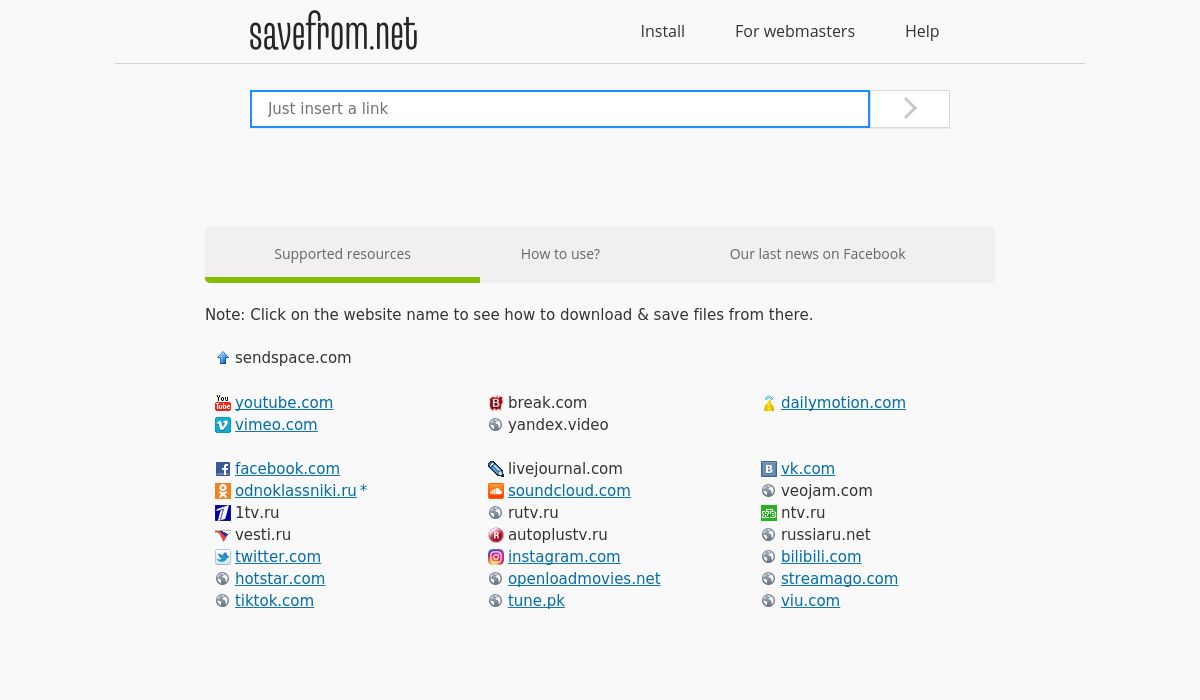 savefrom.net Install For webmasters Help
Just insert a link
Supported resources How to use? Our last news on Facebook
Note: Click on the website name to see how to download & save files from there.
sendspace.com
youtube.com break.com dailymotion.com
vimeo.com yandex.video
facebook.com livejournal.com vk.com
odnoklassniki.ru * soundcloud.com veojam.com
1tv.ru rutv.ru ntv.ru
vesti.ru autoplustv.ru russiaru.net
twitter.com instagram.com bilibili.com
hotstar.com openloadmovies.net streamago.com
tiktok.com tune.pk viu.com